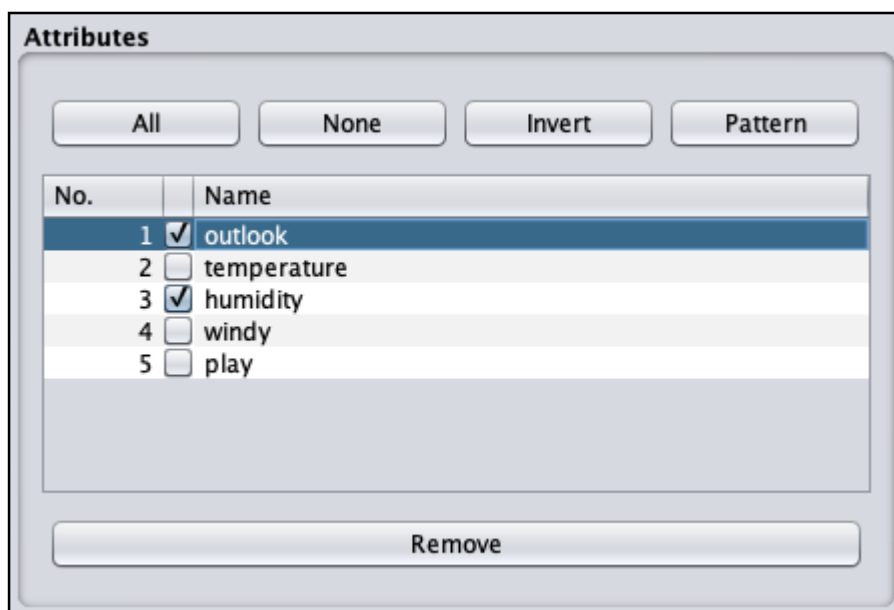 Attributes
All None Invert Pattern
No. Name
1 outlook
2 temperature
3 humidity
4 windy
5 play
Remove